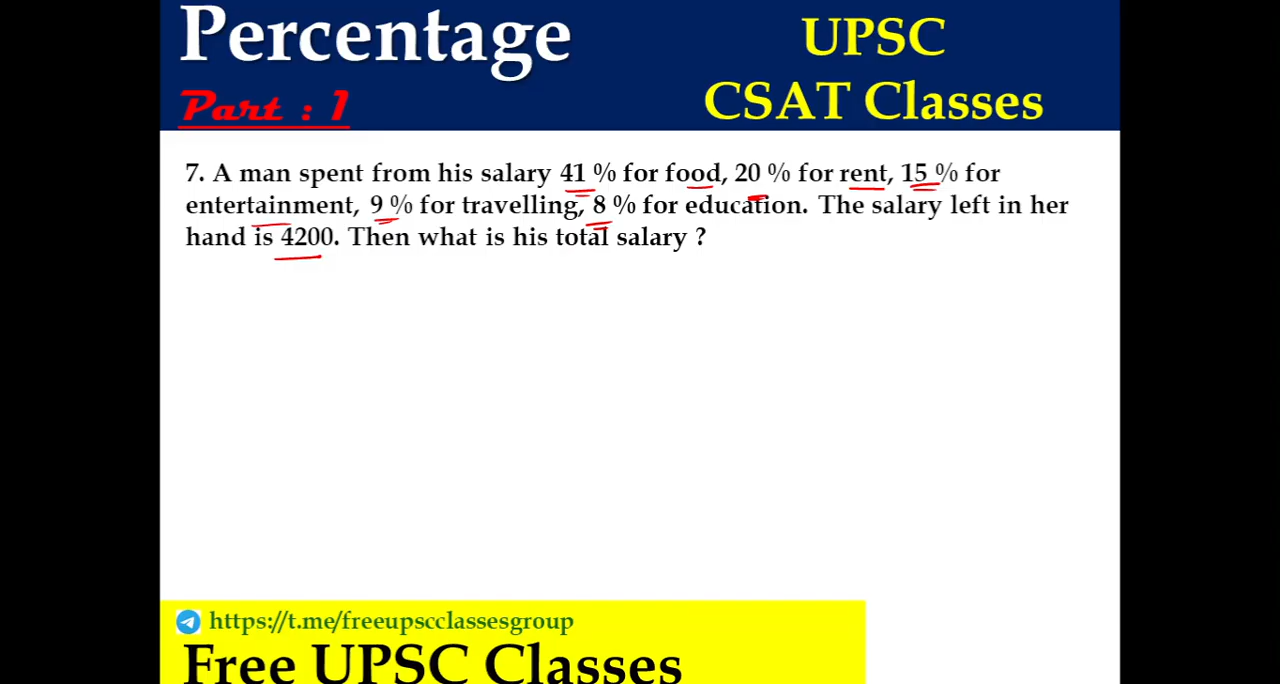 Percentage
UPSC
Part : 1
CSAT Classes
7. A man spent from his salary 41 % for food, 20 % for rent, 15 % for
entertainment, 9 % for travelling, 8 % for education. The salary left in her
hand is 4200. Then what is his total salary ?
https://t.me/freeupscclassesgroup
Free UPSC Classes